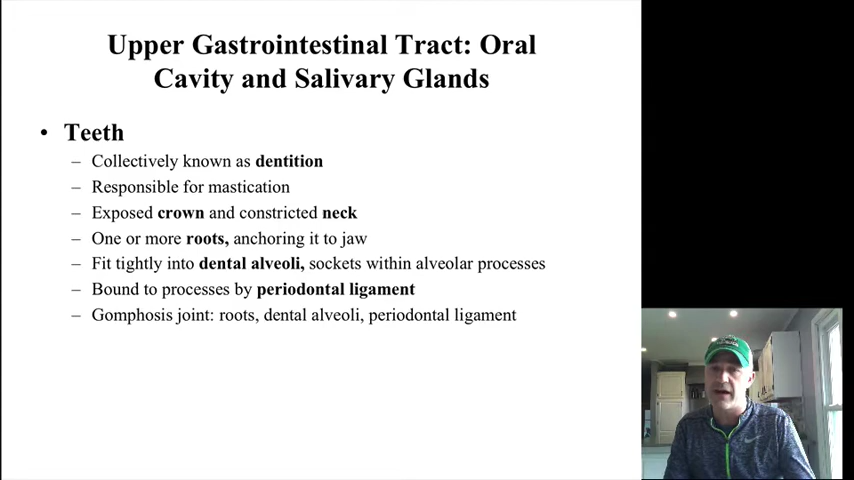 Upper Gastrointestinal Tract: Oral
Cavity and Salivary Glands
• Teeth
– Collectively known as dentition
– Responsible for mastication
– Exposed crown and constricted neck
– One or more roots, anchoring it to jaw
– Fit tightly into dental alveoli, sockets within alveolar processes
– Bound to processes by periodontal ligament
– Gomphosis joint: roots, dental alveoli, periodontal ligament